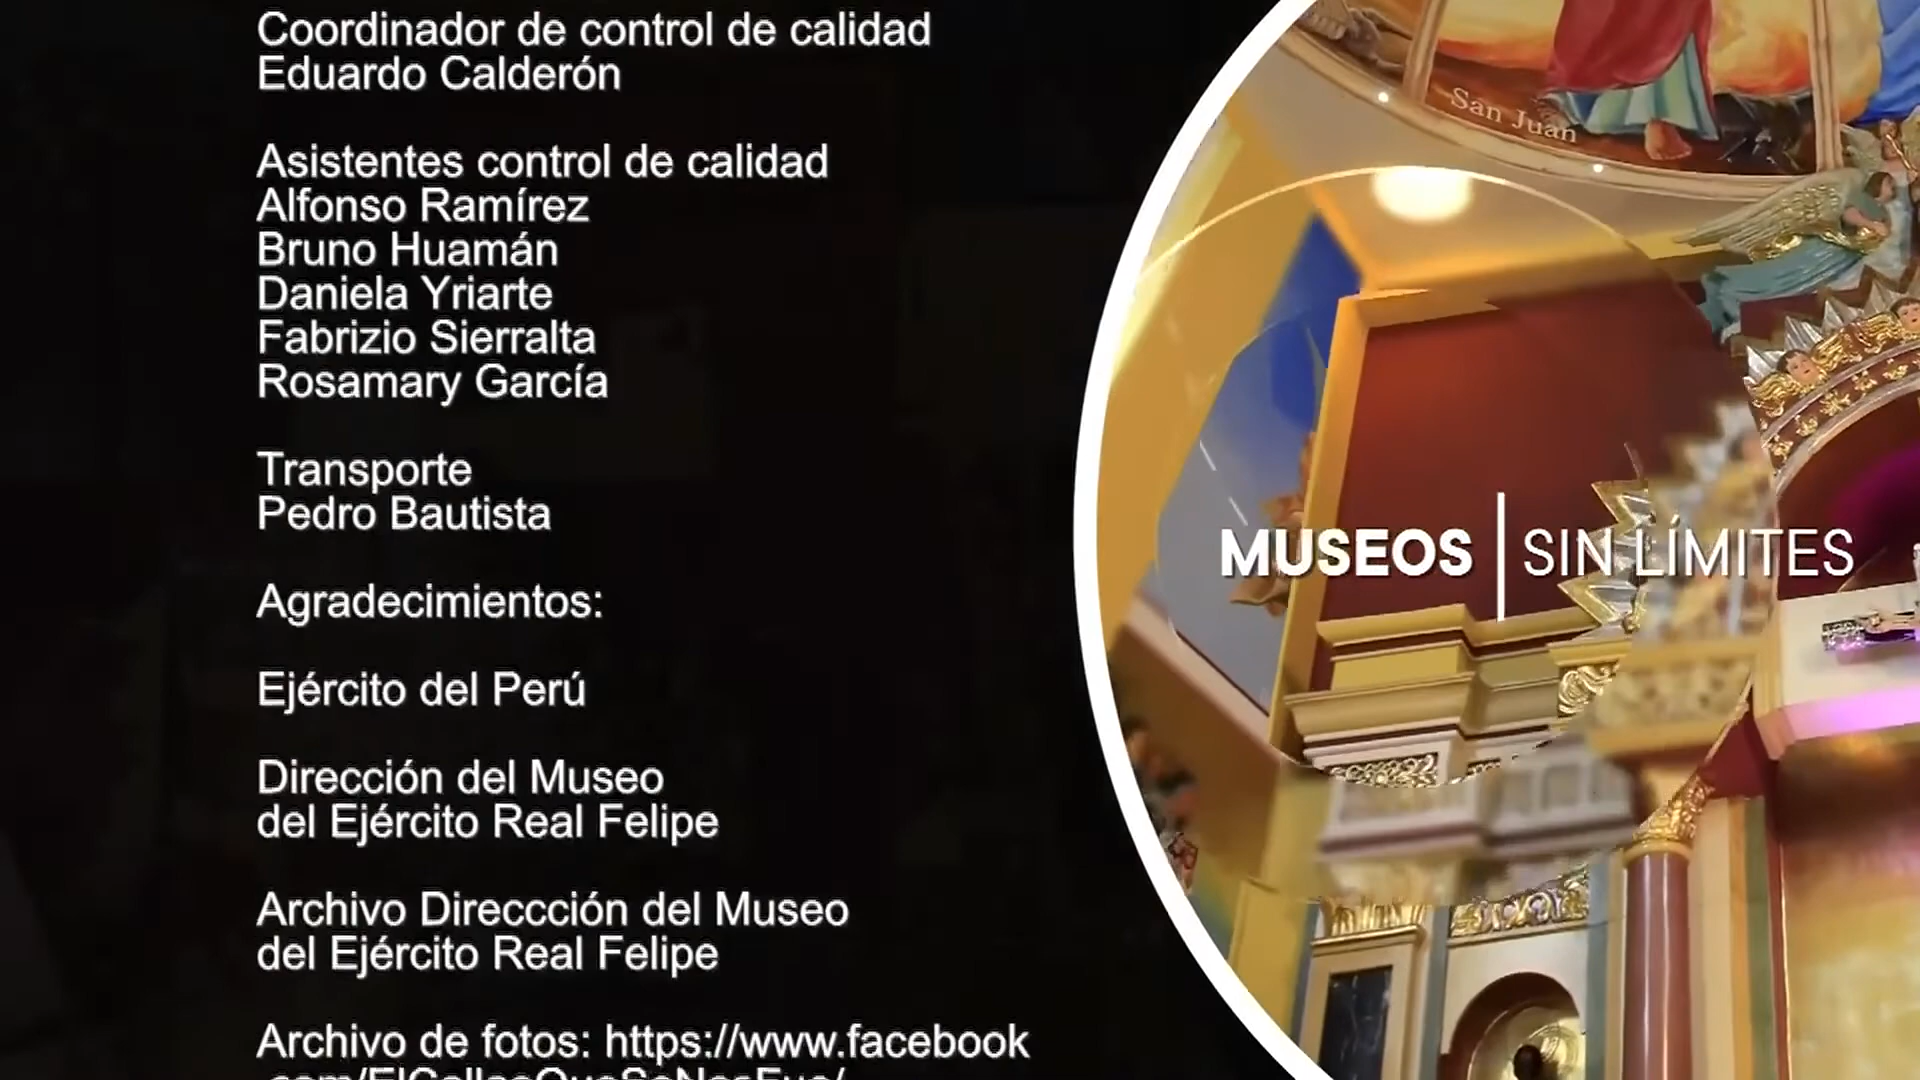 Coordinador de control de calidad
Eduardo Calderón
Asistentes control de calidad
Alfonso Ramírez
Bruno Huamán
Daniela Yriarte
Fabrizio Sierralta
Rosamary García
Transporte
Pedro Bautista
Agradecimientos:
Ejército del Perú
Dirección del Museo
del Ejército Real Felipe
Archivo Direccción del Museo
del Ejército Real Felipe
Archivo de fotos: https://www.facebook
.com/ElCallaoQueSeNosFue/
San Juan
MUSEOS | SIN LÍMITES